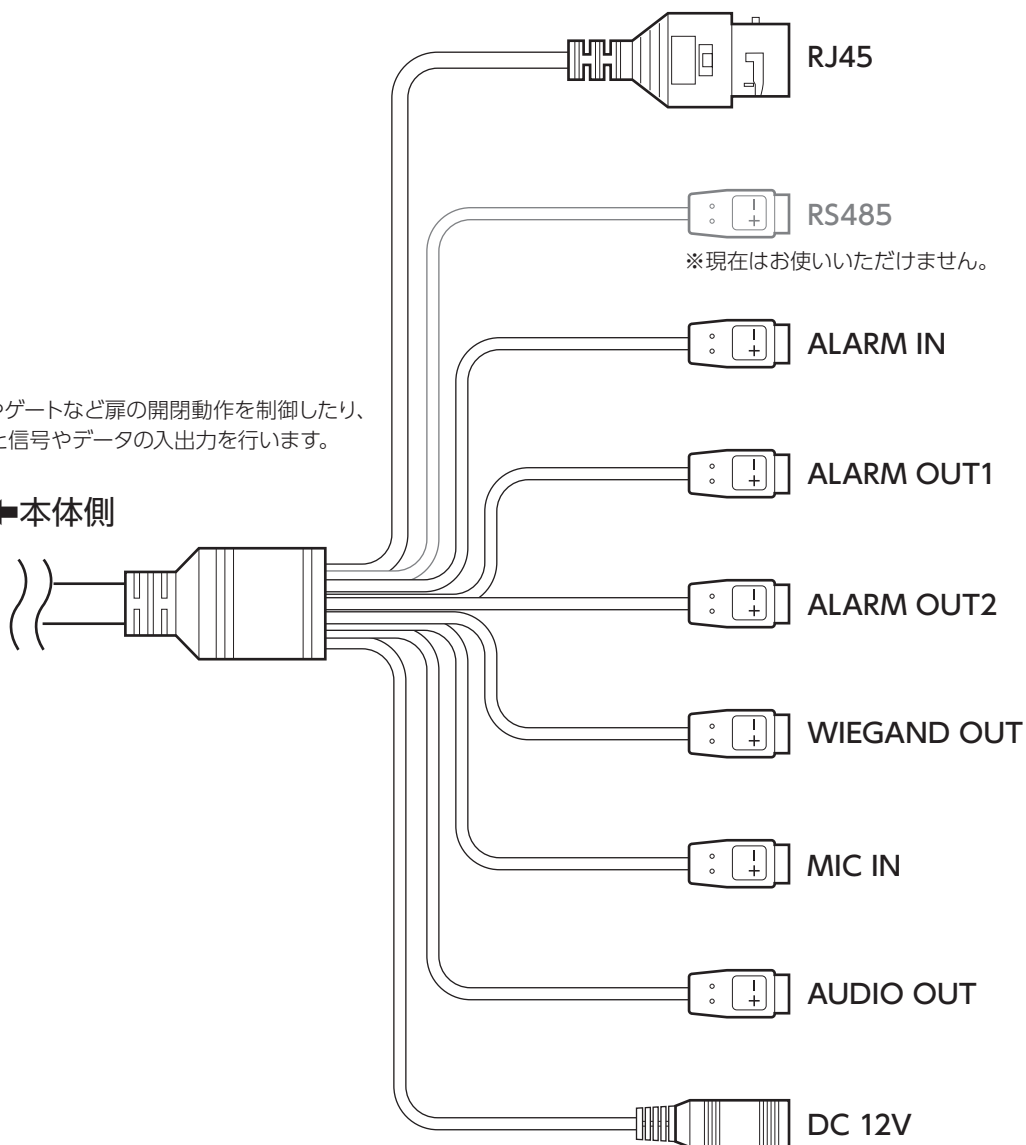 RJ45
RS485
※現在はお使いいただけません。
ALARM IN
ゲートなど扉の開閉動作を制御したり、
信号やデータの入出力を行います。
ALARM OUT1
⬅本体側
ALARM OUT2
WIEGAND OUT
MIC IN
AUDIO OUT
DC 12V